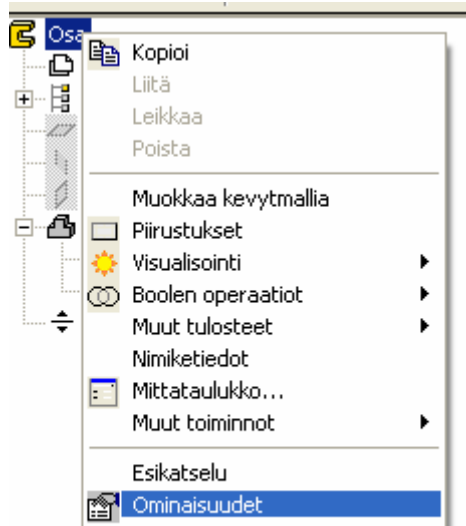 Osa
Kopioi
Liitä
Leikkaa
Poista
Muokkaa kevytmallia
Piirustukset
Visualisointi
Boolen operaatiot
Muut tulosteet
Nimiketiedot
Mittataulukko...
Muut toiminnot
Esikatselu
Ominaisuudet